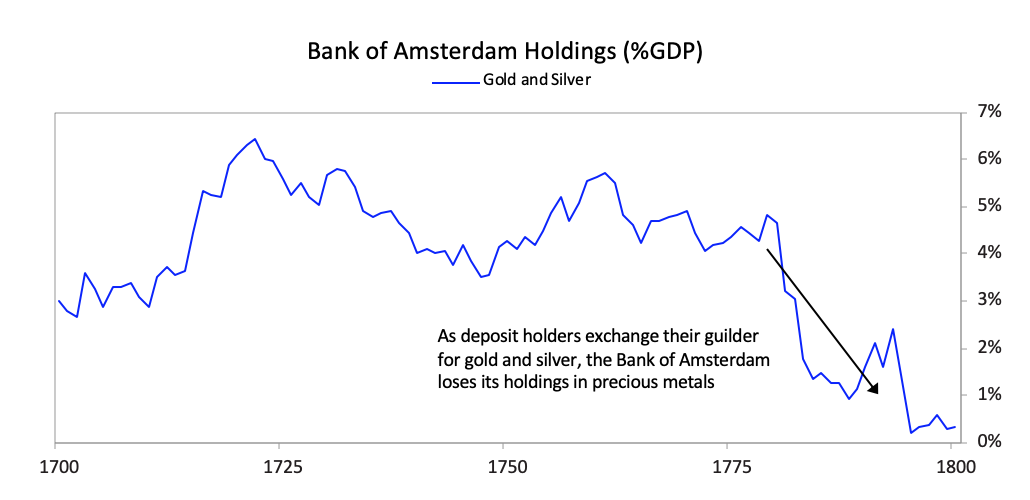 Bank of Amsterdam Holdings (%GDP)
Gold and Silver
7%
6%
5%
4%
3%
2%
1%
0%
As deposit holders exchange their guilder
for gold and silver, the Bank of Amsterdam
loses its holdings in precious metals
1700 1725 1750 1775 1800